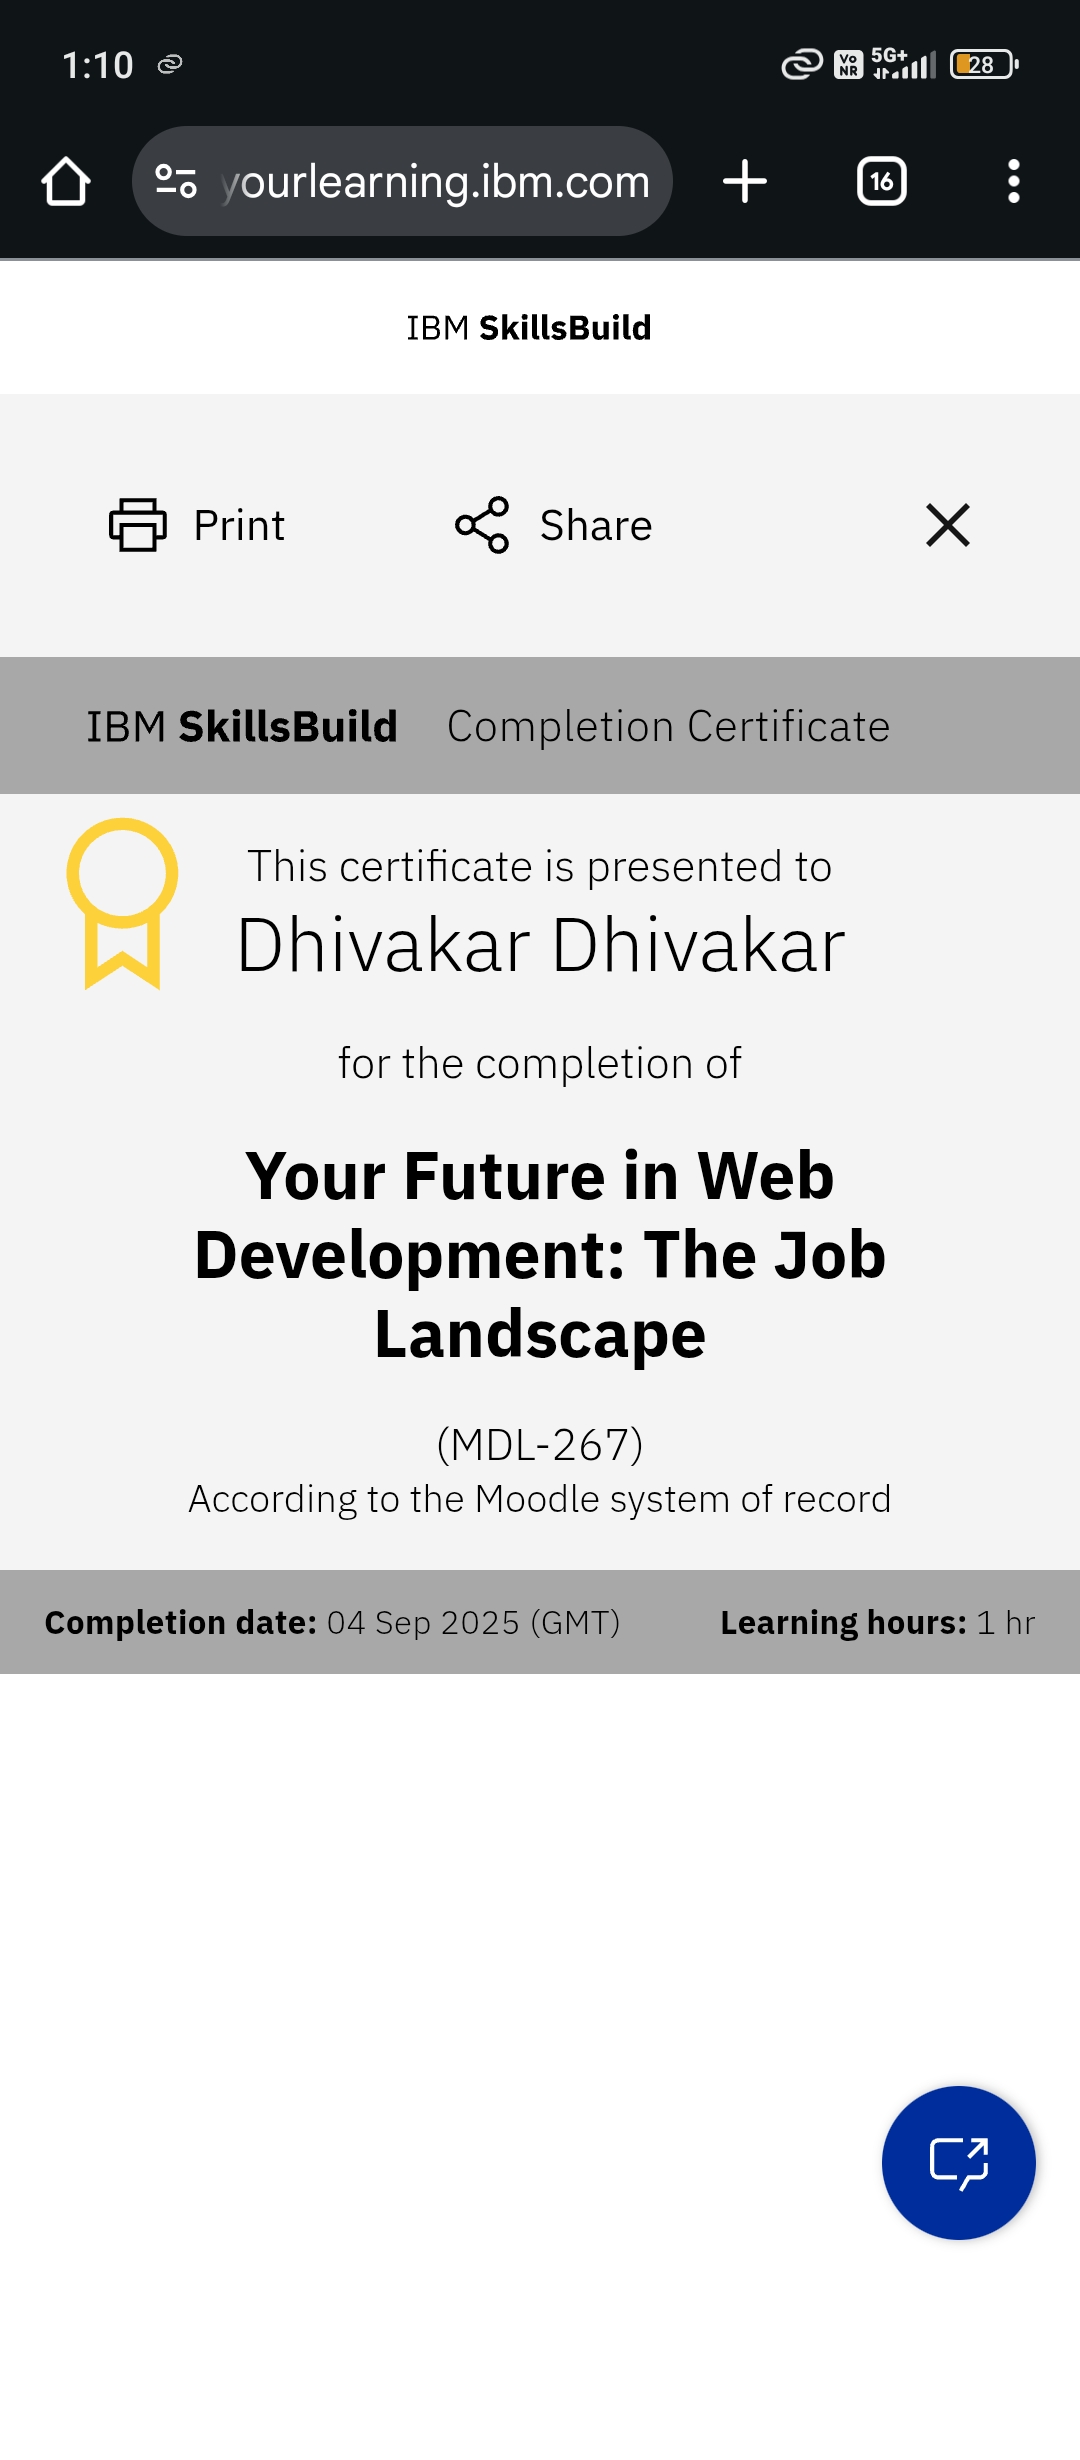 1:10 VoNR 5G+ 28
yourlearning.ibm.com 16
IBM SkillsBuild
Print Share
IBM SkillsBuild Completion Certificate
This certificate is presented to
Dhivakar Dhivakar
for the completion of
Your Future in Web
Development: The Job
Landscape
(MDL-267)
According to the Moodle system of record
Completion date: 04 Sep 2025 (GMT) Learning hours: 1 hr